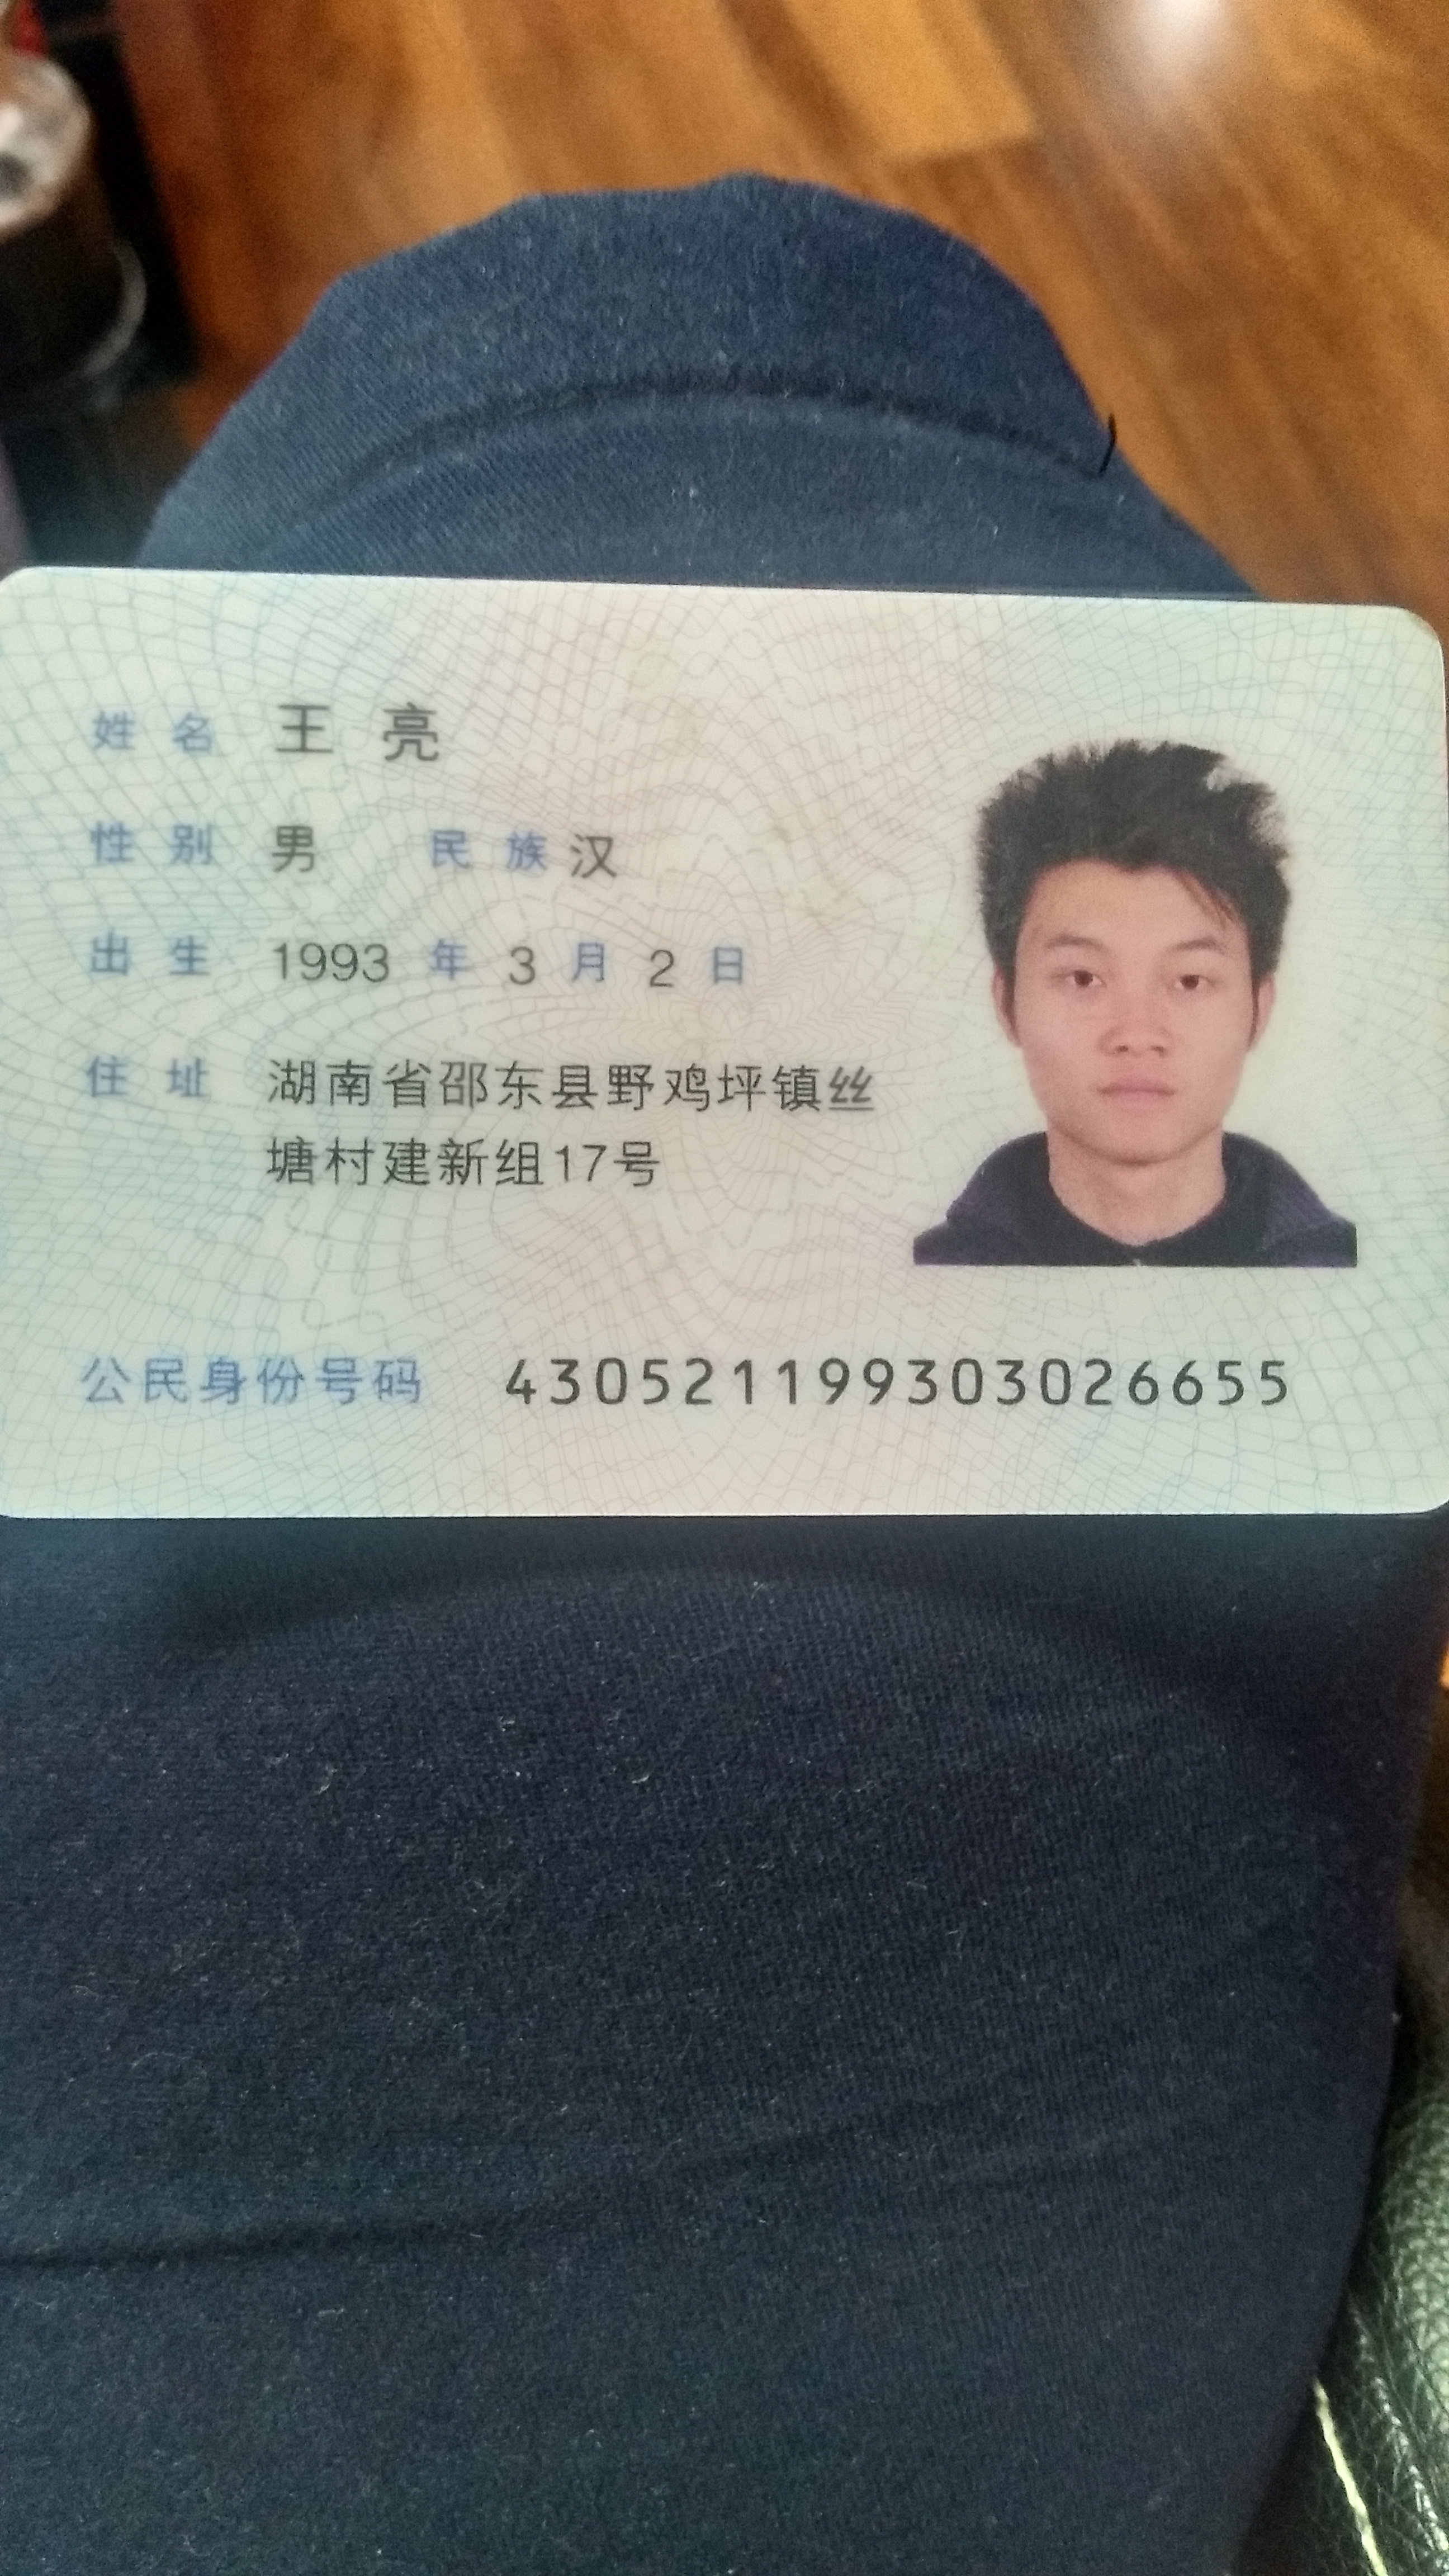 姓名 王亮
性别 男 民族 汉
出生 1993 年 3 月 2 日
住址 湖南省邵东县野鸡坪镇丝
塘村建新组17号
公民身份号码 430521199303026655